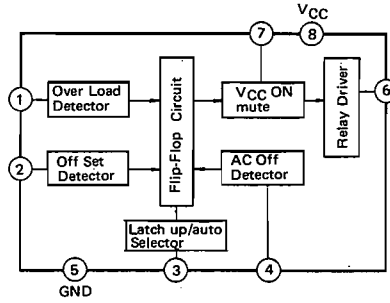 VCC
7
8
1
Over Load
Detector
Flip-Flop Circuit
VCC ON
mute
Relay Driver
6
2
Off Set
Detector
AC Off
Detector
Latch up/auto
Selector
5
GND
3
4